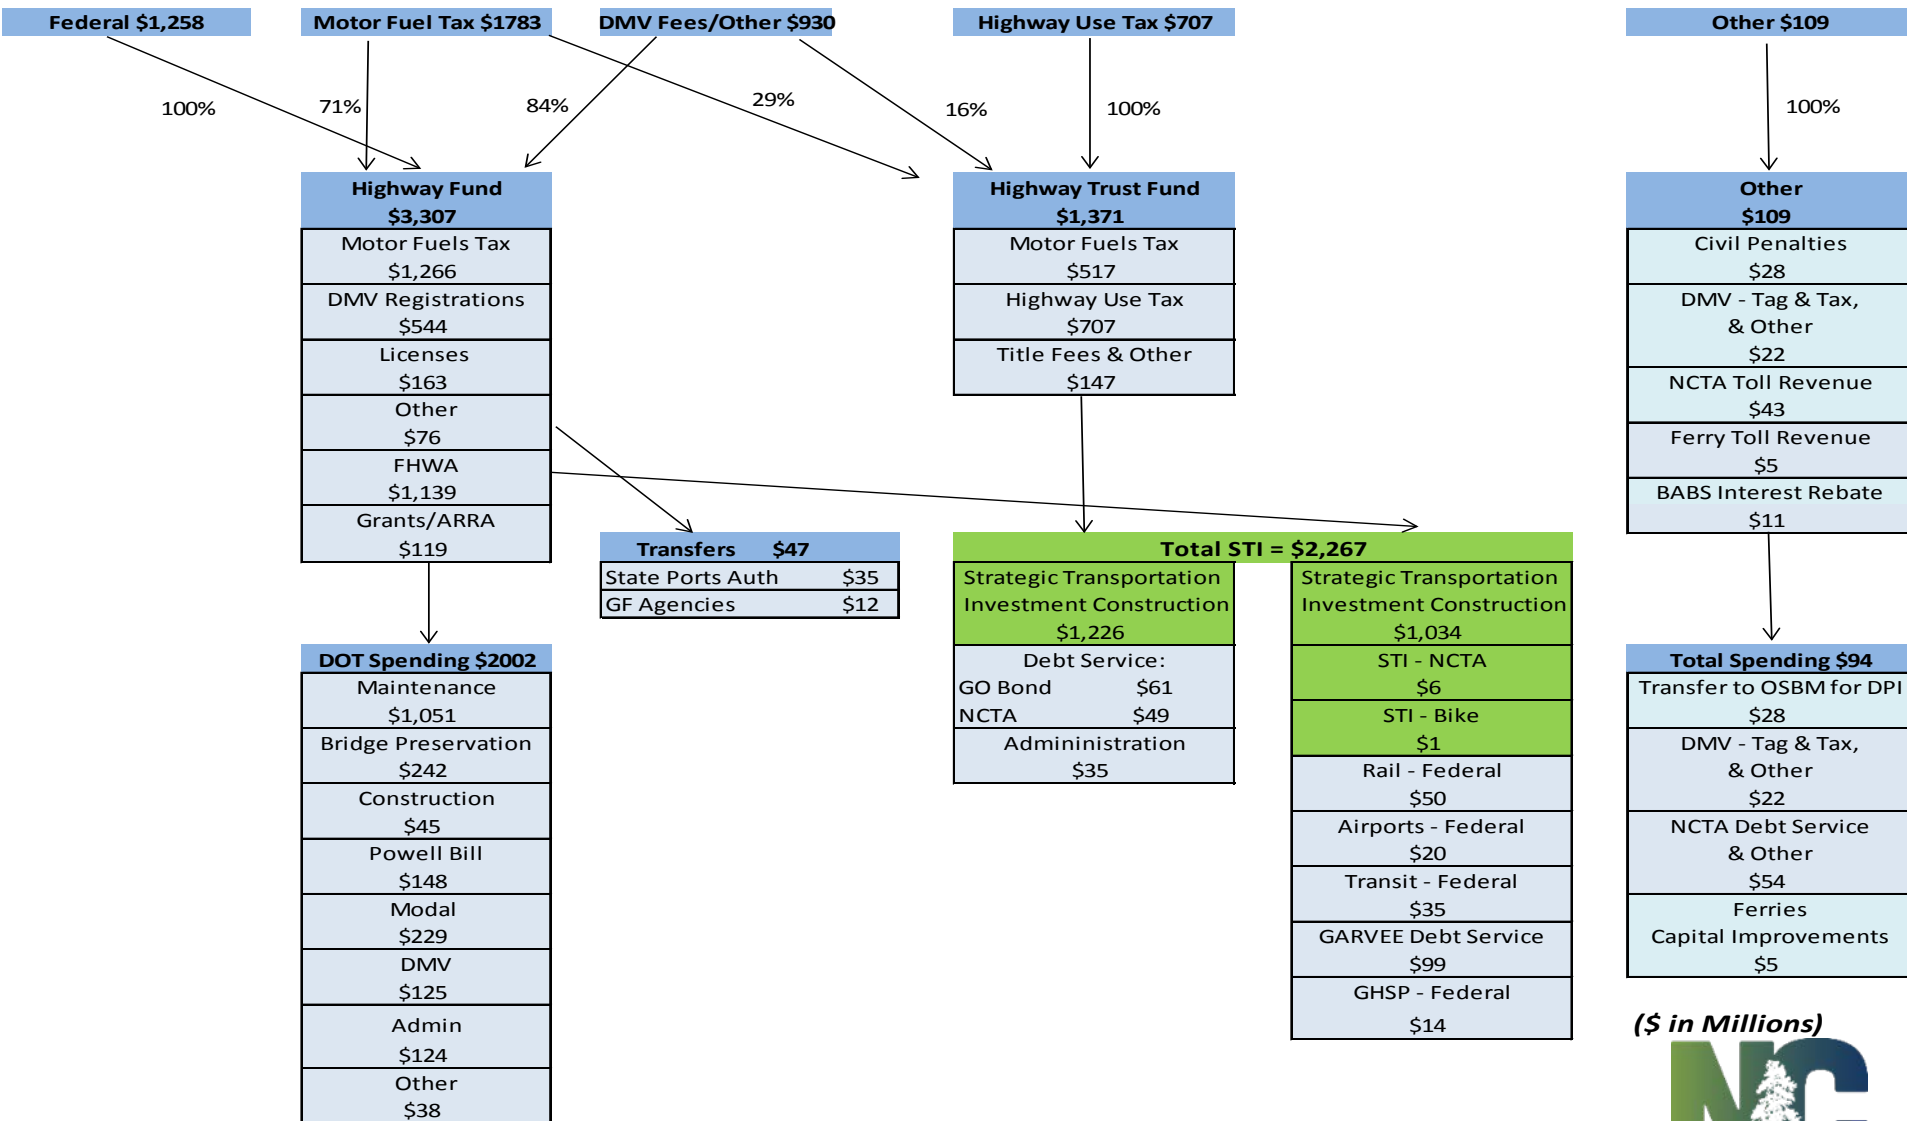 Federal $1,258
Motor Fuel Tax $1783
DMV Fees/Other $930
Highway Use Tax $707
Other $109
100%
71%
84%
29%
16%
100%
100%
Highway Fund
$3,307
Motor Fuels Tax
$1,266
DMV Registrations
$544
Licenses
$163
Other
$76
FHWA
$1,139
Grants/ARRA
$119
DOT Spending $2002
Maintenance
$1,051
Bridge Preservation
$242
Construction
$45
Powell Bill
$148
Modal
$229
DMV
$125
Admin
$124
Other
$38
Transfers $47
State Ports Auth $35
GF Agencies $12
Highway Trust Fund
$1,371
Motor Fuels Tax
$517
Highway Use Tax
$707
Title Fees & Other
$147
Total STI = $2,267
Strategic Transportation
Investment Construction
$1,226
Debt Service:
GO Bond $61
NCTA $49
Admininistration
$35
Strategic Transportation
Investment Construction
$1,034
STI - NCTA
$6
STI - Bike
$1
Rail - Federal
$50
Airports - Federal
$20
Transit - Federal
$35
GARVEE Debt Service
$99
GHSP - Federal
$14
Other
$109
Civil Penalties
$28
DMV - Tag & Tax,
& Other
$22
NCTA Toll Revenue
$43
Ferry Toll Revenue
$5
BABS Interest Rebate
$11
Total Spending $94
Transfer to OSBM for DPI
$28
DMV - Tag & Tax,
& Other
$22
NCTA Debt Service
& Other
$54
Ferries
Capital Improvements
$5
($ in Millions)
NC